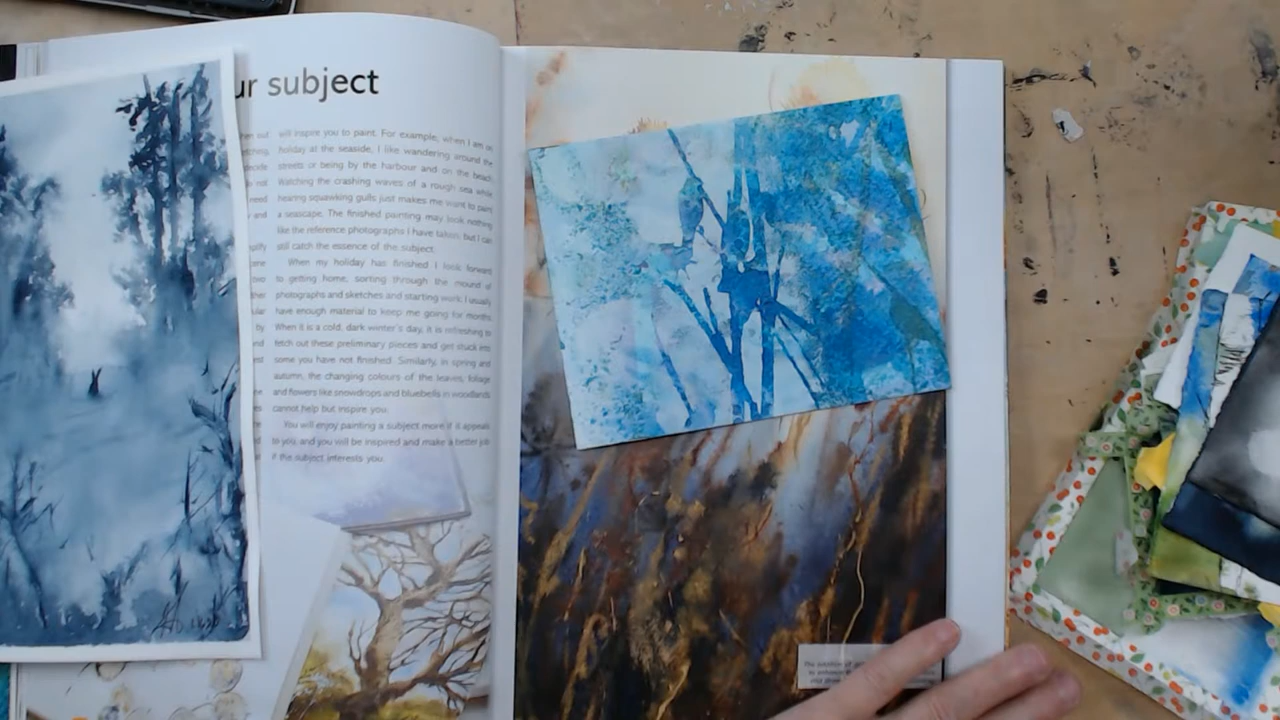 ur subject
will inspire you to paint. For example, when I am on
holiday at the seaside, I like wandering around the
streets or being by the harbour and on the beach.
Watching the crashing waves of a rough sea while
hearing squawking gulls just makes me want to paint
a seascape. The finished painting may look nothing
like the reference photographs I have taken but I can
still catch the essence of the subject.
When my holiday has finished I look forward
to getting home, sorting through the mound of
photographs and sketches and starting work. I usually
have enough material to keep me going for months.
When it is a cold, dark winter's day, it is refreshing to
fetch out these preliminary pieces and get stuck into
some you have not finished. Similarly, in spring and
autumn, the changing colours of the leaves, foliage
and flowers like snowdrops and bluebells in woodlands
cannot help but inspire you.
You will enjoy painting a subject more if it appeals
to you, and you will be inspired and make a better job
if the subject interests you.